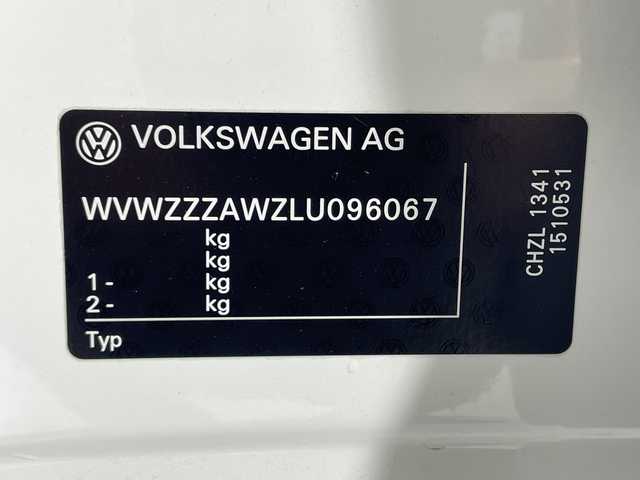 VOLKSWAGEN AG
WVWZZZAWZLU096067
kg
kg
1- kg
2- kg
Typ
CHZL 1341
1510531